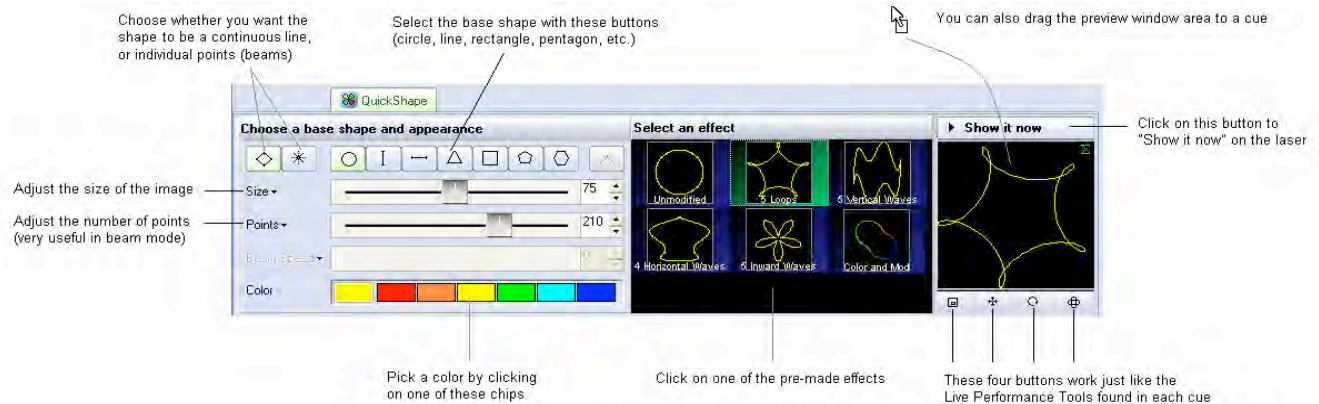 Choose whether you want the
shape to be a continuous line,
or individual points (beams)
Select the base shape with these buttons
(circle, line, rectangle, pentagon, etc.)
You can also drag the preview window area to a cue
QuickShape
Choose a base shape and appearance
Select an effect
Show it now
Click on this button to
"Show it now" on the laser
Adjust the size of the image
Size
75
Unmodified
5 Loops
5 Vertical Waves
Adjust the number of points
(very useful in beam mode)
Points
210
Beam Speed
0
4 Horizontal Waves
5 Inward Waves
Color and Mod
Color
Pick a color by clicking
on one of these chips
Click on one of the pre-made effects
These four buttons work just like the
Live Performance Tools found in each cue